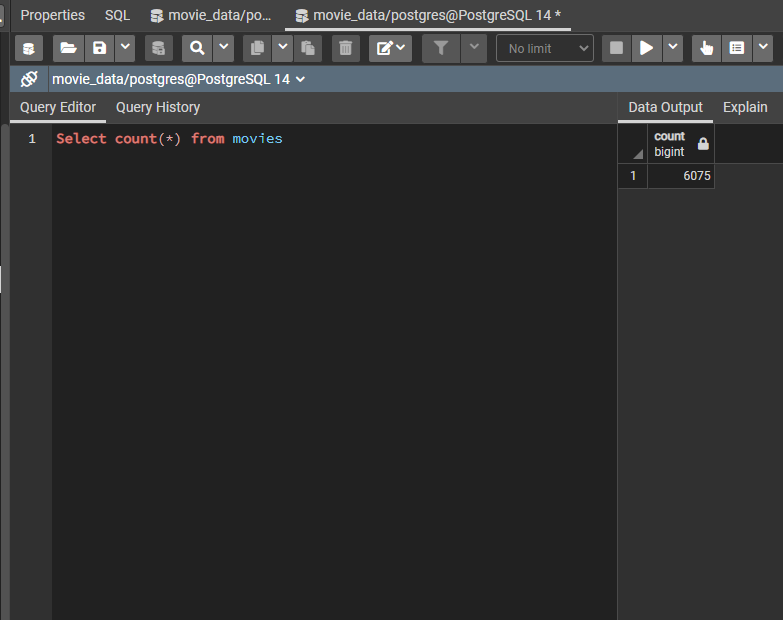 Properties SQL movie_data/po... movie_data/postgres@PostgreSQL 14 *
No limit
movie_data/postgres@PostgreSQL 14
Query Editor Query History
1 Select count(*) from movies
Data Output Explain
count
bigint
1 6075